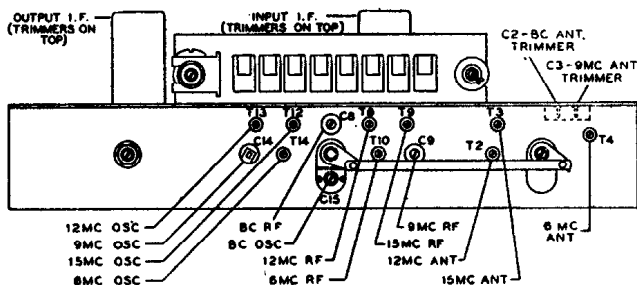 OUTPUT I.F.
(TRIMMERS ON
TOP)
INPUT I.F.
(TRIMMERS ON
TOP)
C2-BC ANT.
TRIMMER
C3-9MC ANT
TRIMMER
T13
T12
C8
T8
T9
T3
T4
C14
T14
T10
C9
T2
C15
12MC OSC
9MC OSC
15MC OSC
6MC OSC
BC RF
BC OSC
12MC RF
6MC RF
9MC RF
15MC RF
12MC ANT
15MC ANT
6 MC
ANT